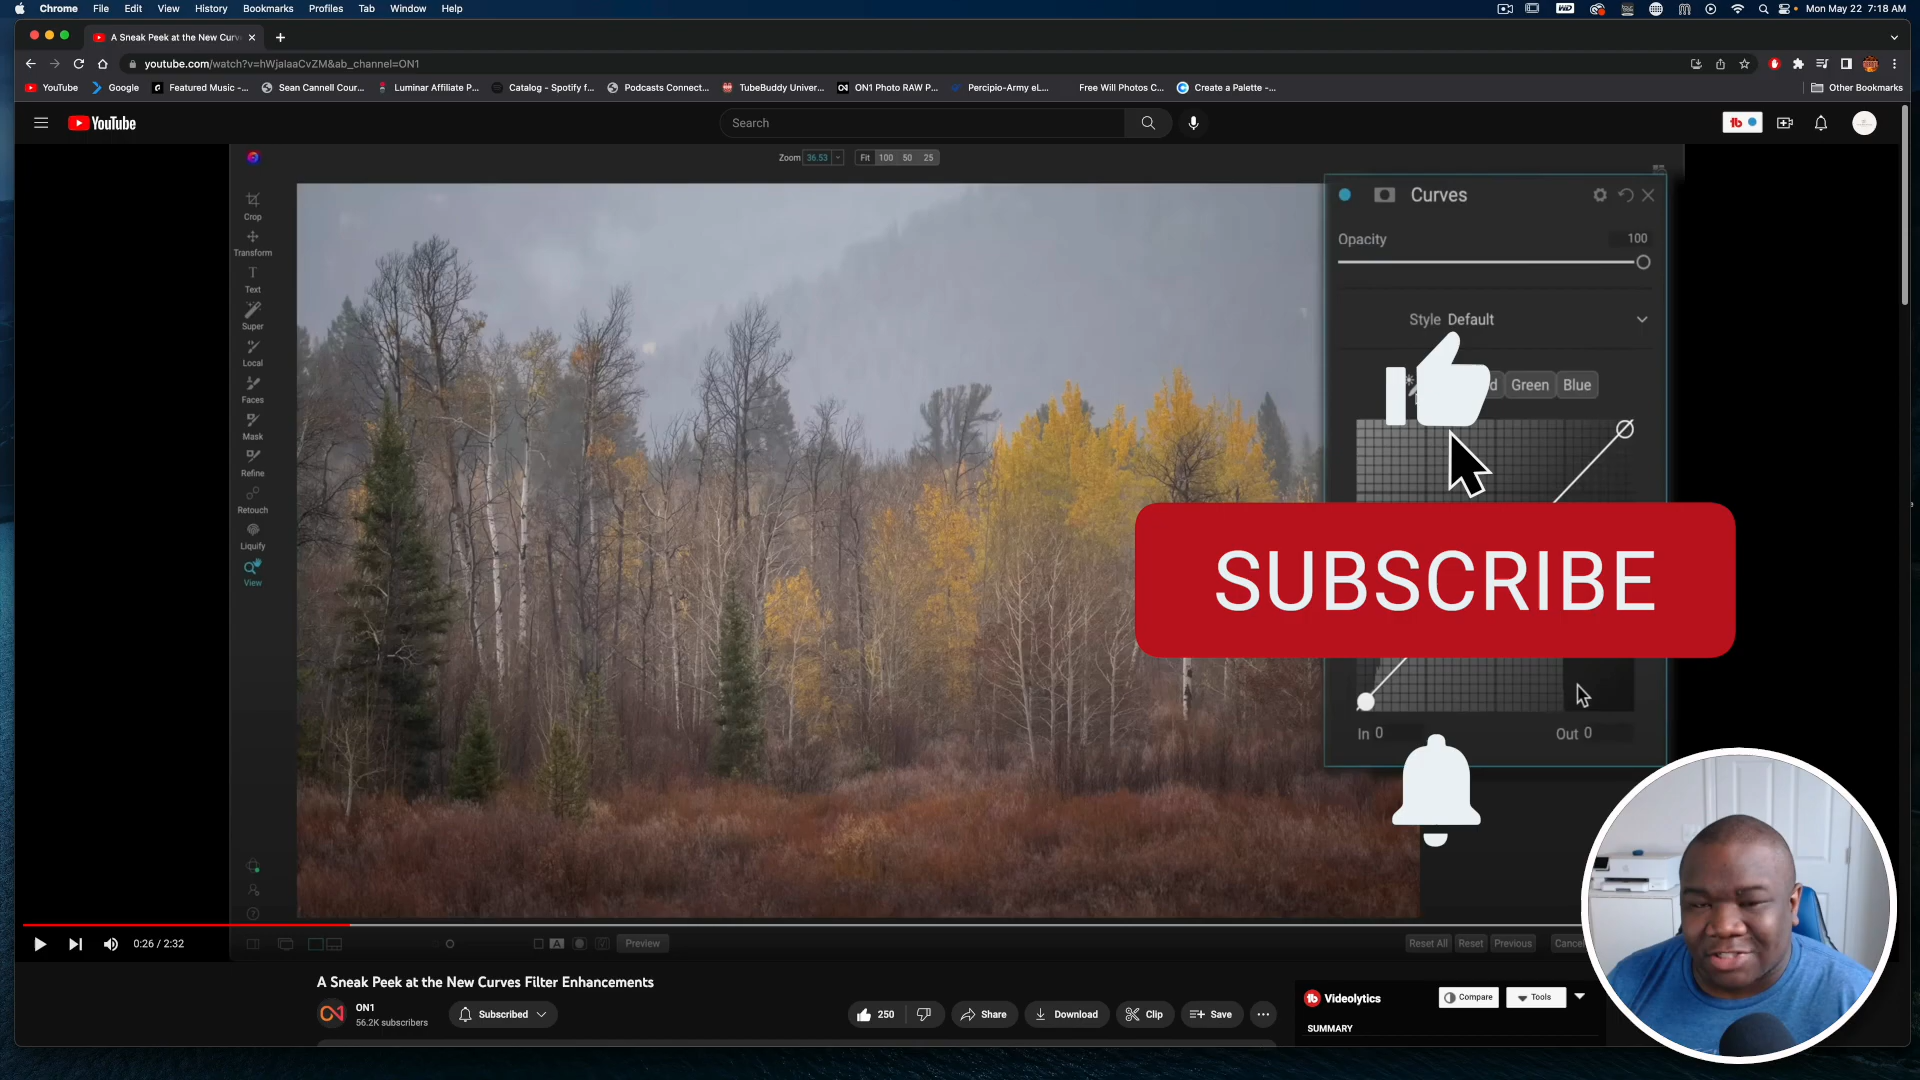 Chrome File Edit View History Bookmarks Profiles Tab Window Help
Mon May 22 7:18 AM
A Sneak Peek at the New Curv
youtube.com/watch?v=hWjaIaaCvZM&ab_channel=ON1
YouTube Google Featured Music -... Sean Cannell Cour... Luminar Affiliate P... Catalog - Spotify f... Podcasts Connect... TubeBuddy Univer... ON1 Photo RAW P... Percipio-Army eL... Free Will Photos C... Create a Palette -... Other Bookmarks
YouTube
Search
Zoom 36.53 Fit 100 50 25
Crop
Transform
Text
Super
Local
Faces
Mask
Refine
Retouch
Liquify
View
Curves
Opacity 100
Style Default
Green Blue
SUBSCRIBE
In 0 Out 0
0:26 / 2:32
Preview
Reset All Reset Previous Cancel
A Sneak Peek at the New Curves Filter Enhancements
ON1
56.2K subscribers
Subscribed
250 Share Download Clip Save
Videolytics Compare Tools
SUMMARY